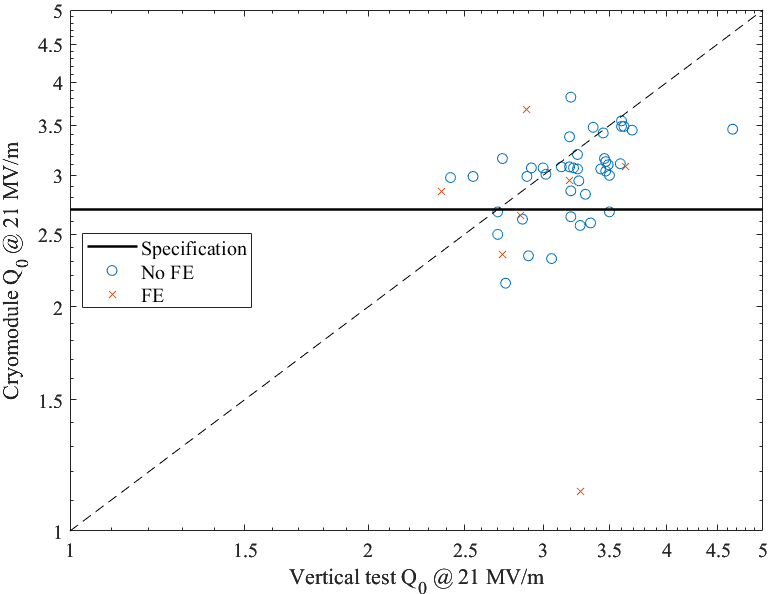 5
4.5
4
3.5
3
2.5
2
1.5
1
Cryomodule Q0 @ 21 MV/m
Specification
No FE
FE
1 1.5 2 2.5 3 3.5 4 4.5 5
Vertical test Q0 @ 21 MV/m